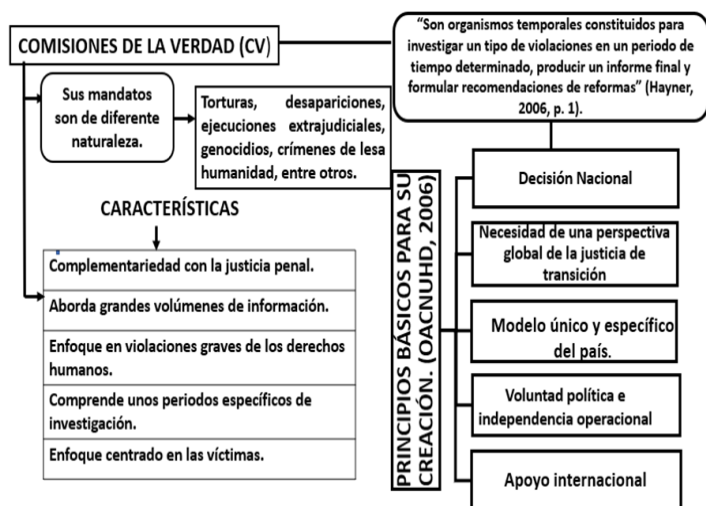 COMISIONES DE LA VERDAD (CV)
“Son organismos temporales constituidos para
investigar un tipo de violaciones en un periodo de
tiempo determinado, producir un informe final y
formular recomendaciones de reformas” (Hayner,
2006, p. 1).
Sus mandatos
son de diferente
naturaleza.
Torturas, desapariciones,
ejecuciones extrajudiciales,
genocidios, crímenes de lesa
humanidad, entre otros.
CARACTERÍSTICAS
Complementariedad con la justicia penal.
Aborda grandes volúmenes de información.
Enfoque en violaciones graves de los derechos
humanos.
Comprende unos periodos específicos de
investigación.
Enfoque centrado en las víctimas.
PRINCIPIOS BÁSICOS PARA SU
CREACIÓN. (OACNUHD, 2006)
Decisión Nacional
Necesidad de una perspectiva
global de la justicia de
transición
Modelo único y específico
del país.
Voluntad política e
independencia operacional
Apoyo internacional